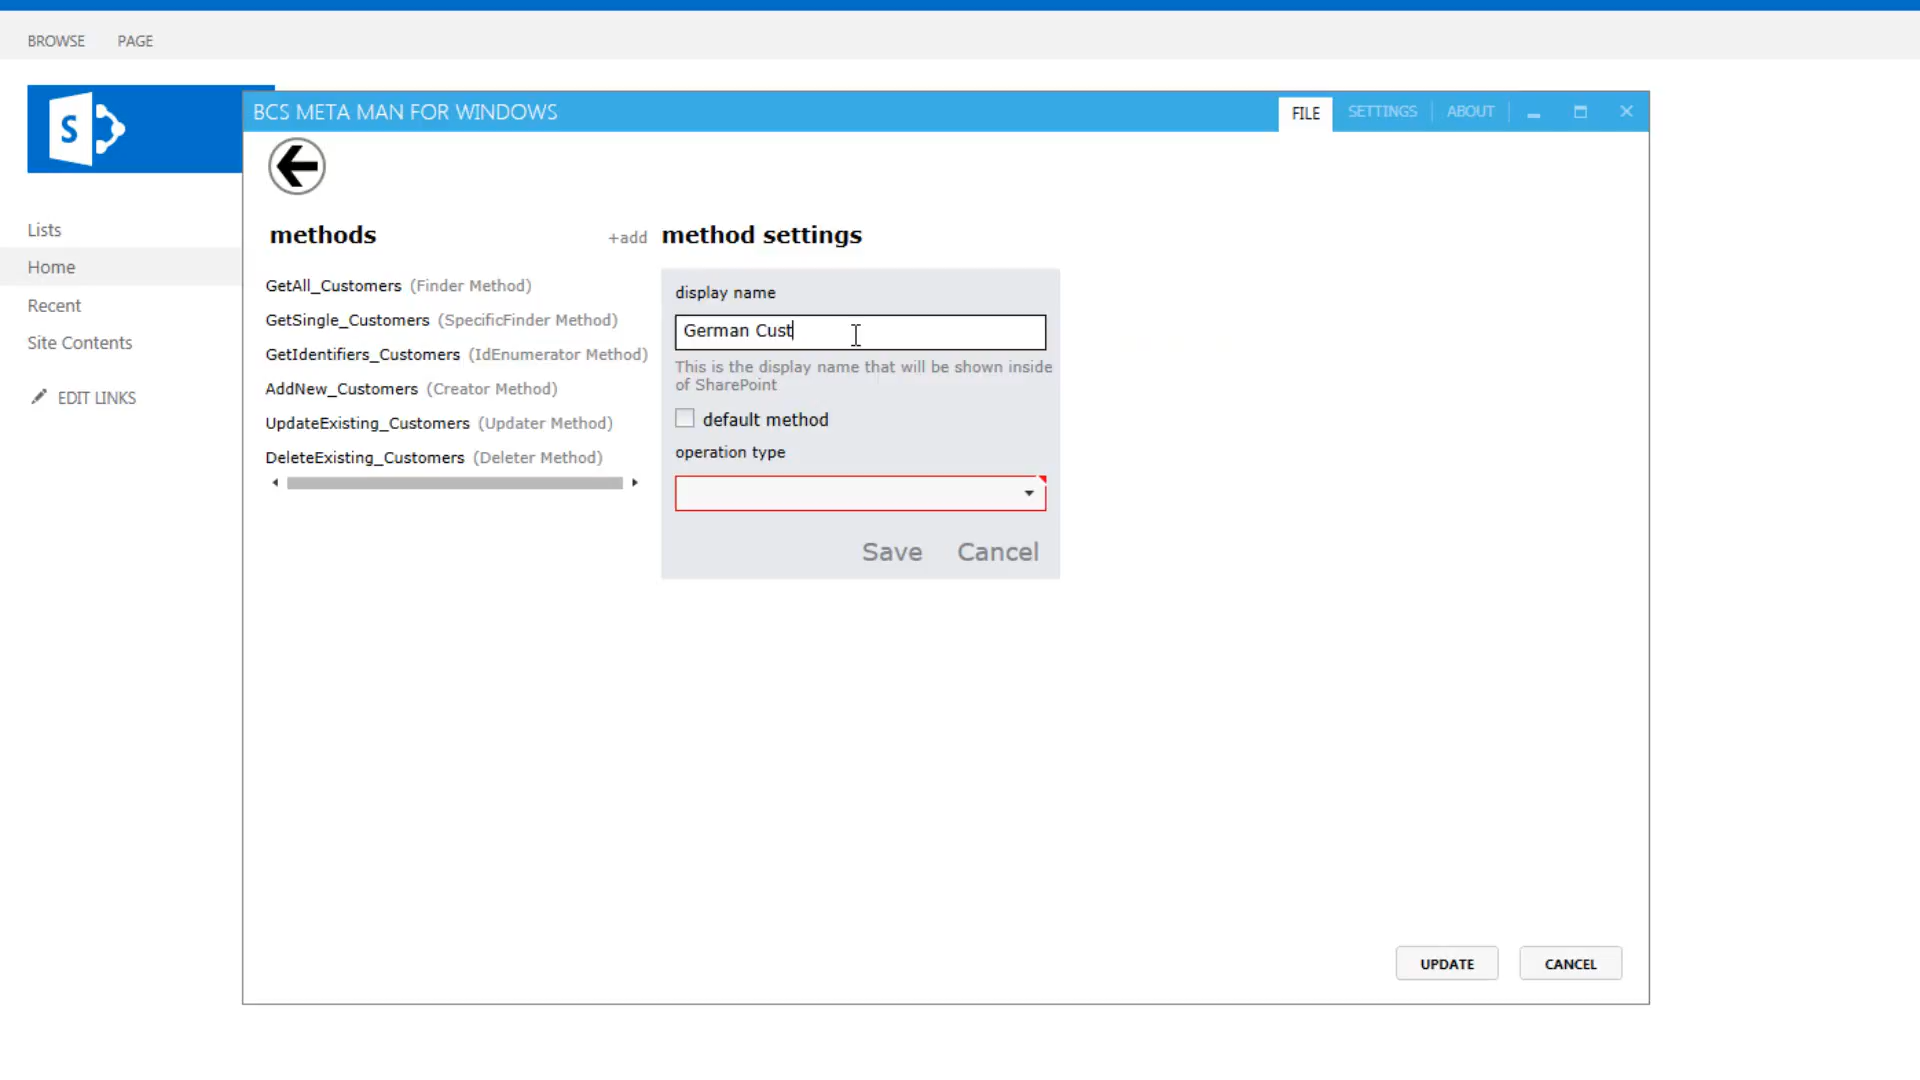 BROWSE PAGE
S
BCS META MAN FOR WINDOWS
FILE SETTINGS ABOUT
Lists
Home
Recent
Site Contents
EDIT LINKS
methods +add
GetAll_Customers (Finder Method)
GetSingle_Customers (SpecificFinder Method)
GetIdentifiers_Customers (IdEnumerator Method)
AddNew_Customers (Creator Method)
UpdateExisting_Customers (Updater Method)
DeleteExisting_Customers (Deleter Method)
method settings
display name
German Cust
This is the display name that will be shown inside
of SharePoint
default method
operation type
Save Cancel
UPDATE CANCEL